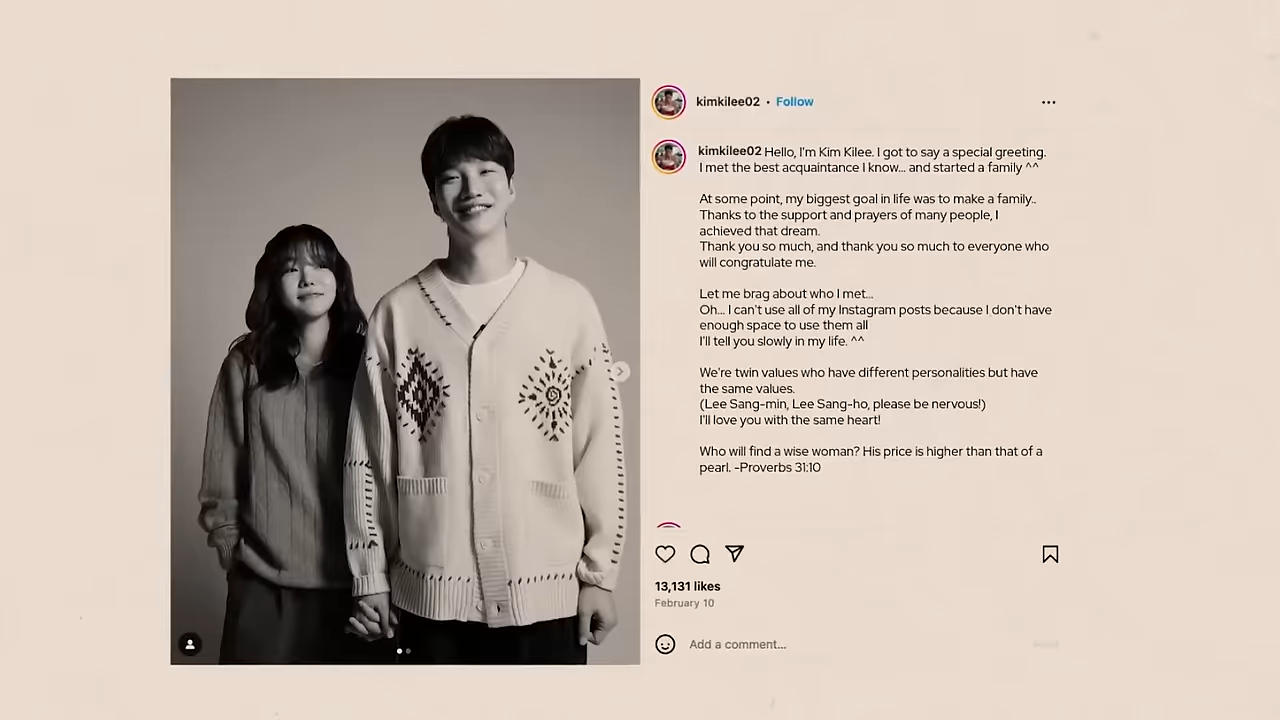 kimkilee02 • Follow
kimkilee02 Hello, I'm Kim Kilee. I got to say a special greeting.
I met the best acquaintance I know... and started a family ^^
At some point, my biggest goal in life was to make a family..
Thanks to the support and prayers of many people, I
achieved that dream.
Thank you so much, and thank you so much to everyone who
will congratulate me.
Let me brag about who I met...
Oh... I can't use all of my Instagram posts because I don't have
enough space to use them all
I'll tell you slowly in my life. ^^
We're twin values who have different personalities but have
the same values.
(Lee Sang-min, Lee Sang-ho, please be nervous!)
I'll love you with the same heart!
Who will find a wise woman? His price is higher than that of a
pearl. -Proverbs 31:10
13,131 likes
February 10
Add a comment...